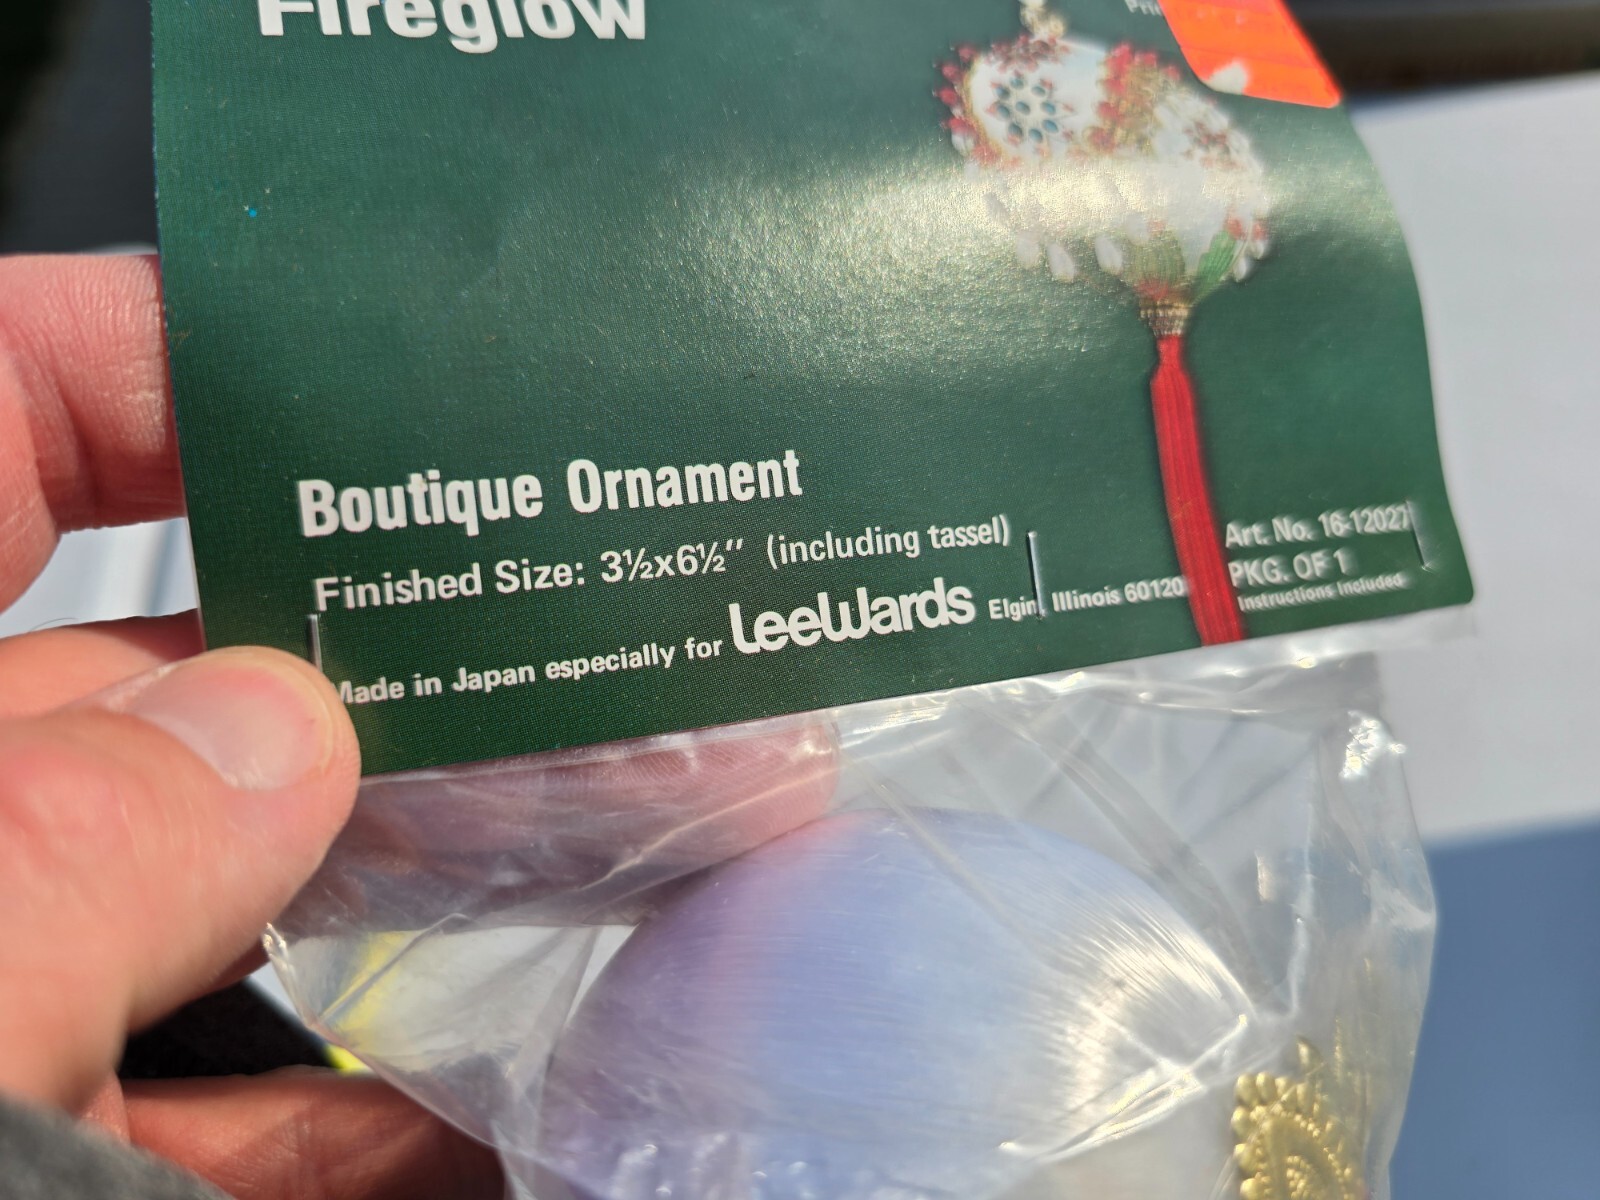 Fireglow
Boutique Ornament
Finished Size: 3½x6½" (including tassel)
Made in Japan especially for LeeWards Elgin, Illinois 60120
Art. No. 16-12027
PKG. OF 1
Instructions Included